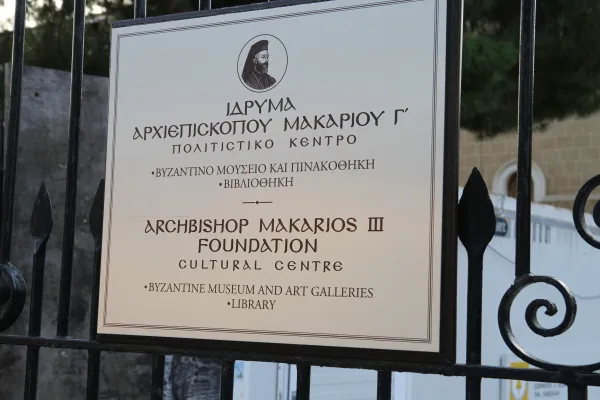 ΙΔΡΥΜΑ
ΑΡΧΙΕΠΙΣΚΟΠΟΥ ΜΑΚΑΡΙΟΥ Γ΄
ΠΟΛΙΤΙΣΤΙΚΟ ΚΕΝΤΡΟ
•ΒΥΖΑΝΤΙΝΟ ΜΟΥΣΕΙΟ ΚΑΙ ΠΙΝΑΚΟΘΗΚΗ
•ΒΙΒΛΙΟΘΗΚΗ
ARCHBISHOP MAKARIOS III
FOUNDATION
CULTURAL CENTRE
•BYZANTINE MUSEUM AND ART GALLERIES
•LIBRARY